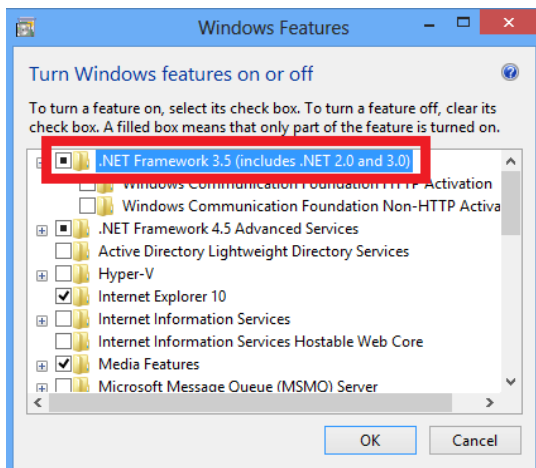 Windows Features
Turn Windows features on or off
To turn a feature on, select its check box. To turn a feature off, clear its
check box. A filled box means that only part of the feature is turned on.
.NET Framework 3.5 (includes .NET 2.0 and 3.0)
Windows Communication Foundation HTTP Activation
Windows Communication Foundation Non-HTTP Activa
.NET Framework 4.5 Advanced Services
Active Directory Lightweight Directory Services
Hyper-V
Internet Explorer 10
Internet Information Services
Internet Information Services Hostable Web Core
Media Features
Microsoft Message Queue (MSMQ) Server
OK
Cancel